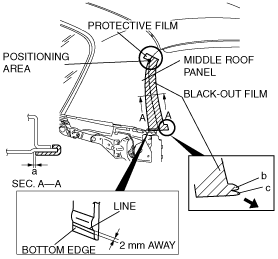 PROTECTIVE FILM
POSITIONING
AREA
MIDDLE ROOF
PANEL
BLACK-OUT FILM
A A
a
SEC. A—A
b
c
LINE
BOTTOM EDGE
2 mm AWAY